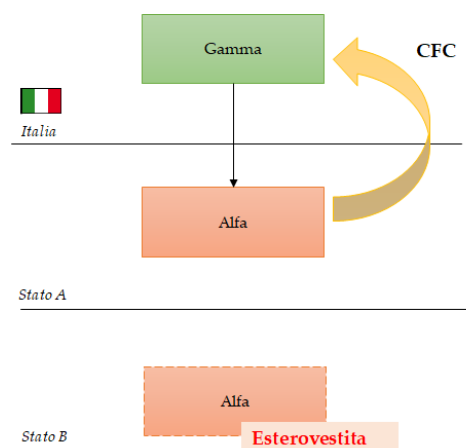 Gamma
CFC
Italia
Alfa
Stato A
Alfa
Esterovestita
Stato B